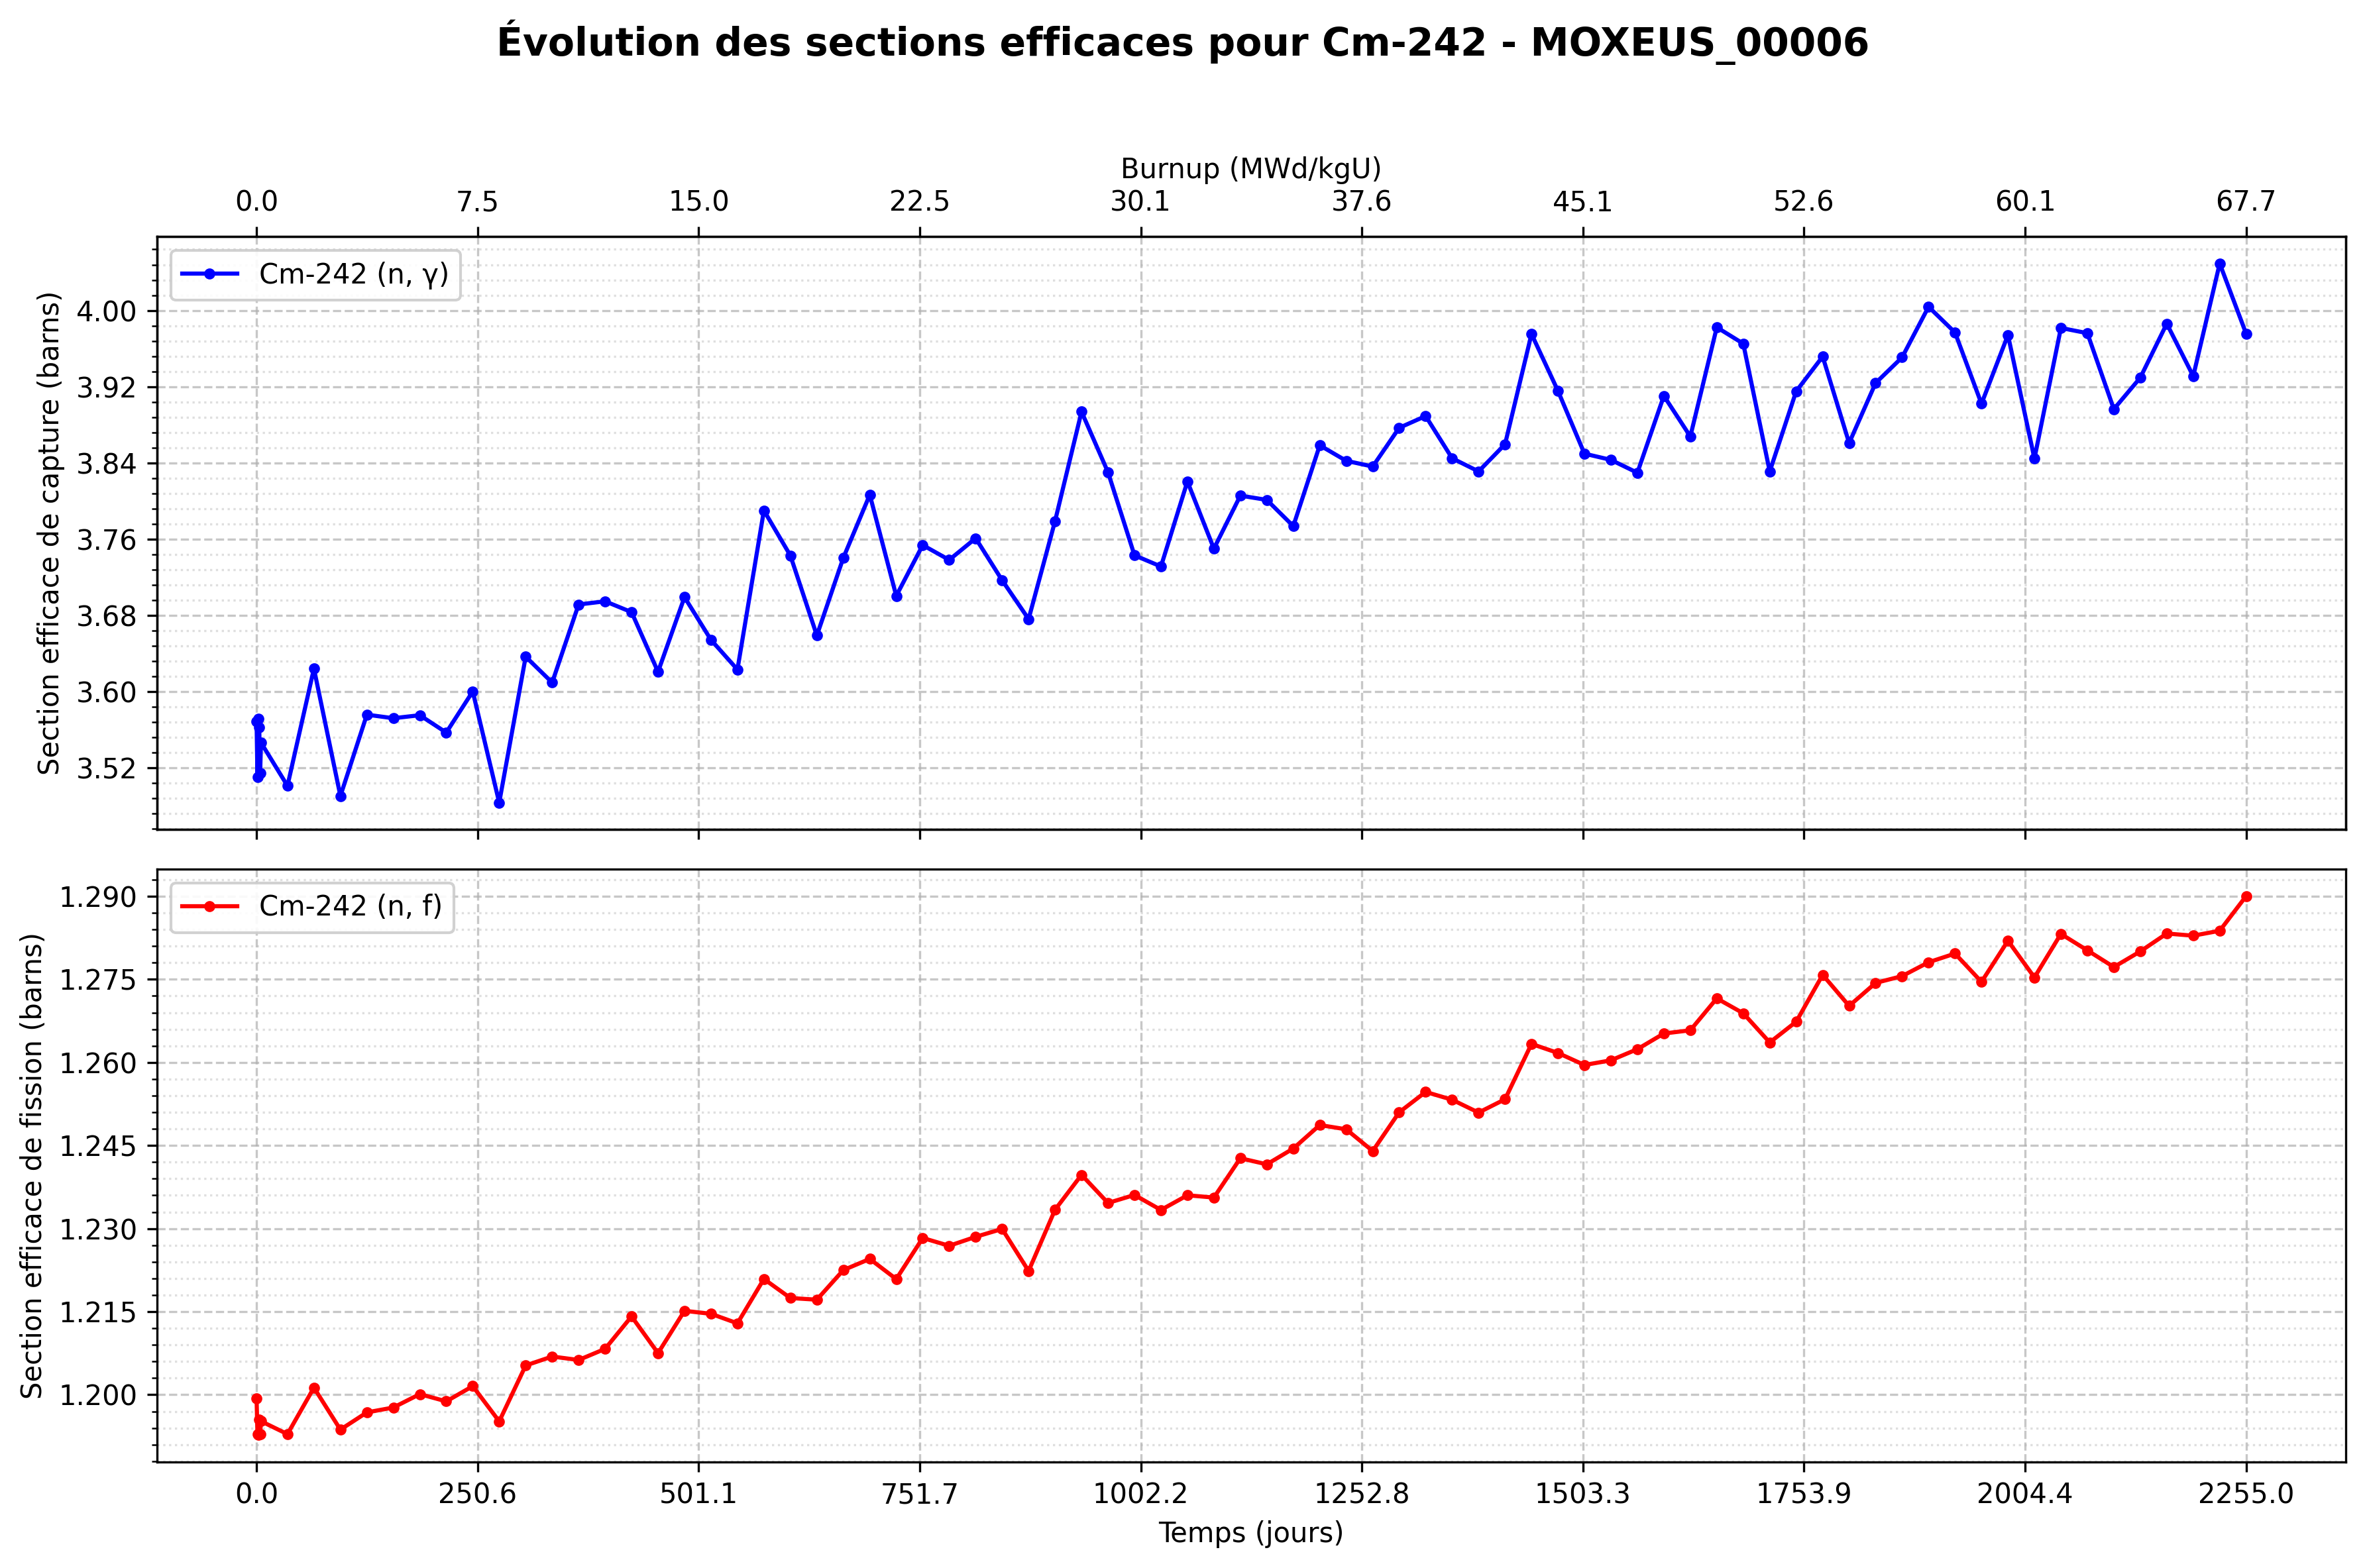 Évolution des sections efficaces pour Cm-242 - MOXEUS_00006
Burnup (MWd/kgU)
0.0 7.5 15.0 22.5 30.1 37.6 45.1 52.6 60.1 67.7
Cm-242 (n, γ)
Section efficace de capture (barns)
4.00
3.92
3.84
3.76
3.68
3.60
3.52
Cm-242 (n, f)
Section efficace de fission (barns)
1.290
1.275
1.260
1.245
1.230
1.215
1.200
0.0 250.6 501.1 751.7 1002.2 1252.8 1503.3 1753.9 2004.4 2255.0
Temps (jours)